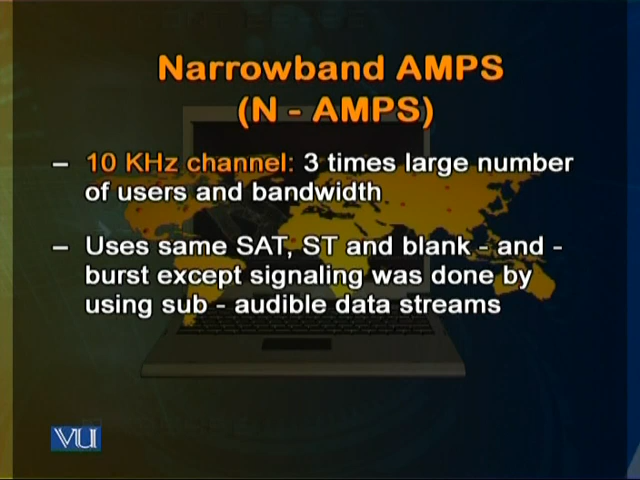 Narrowband AMPS
(N - AMPS)
– 10 KHz channel: 3 times large number
of users and bandwidth
– Uses same SAT, ST and blank - and -
burst except signaling was done by
using sub - audible data streams
VU